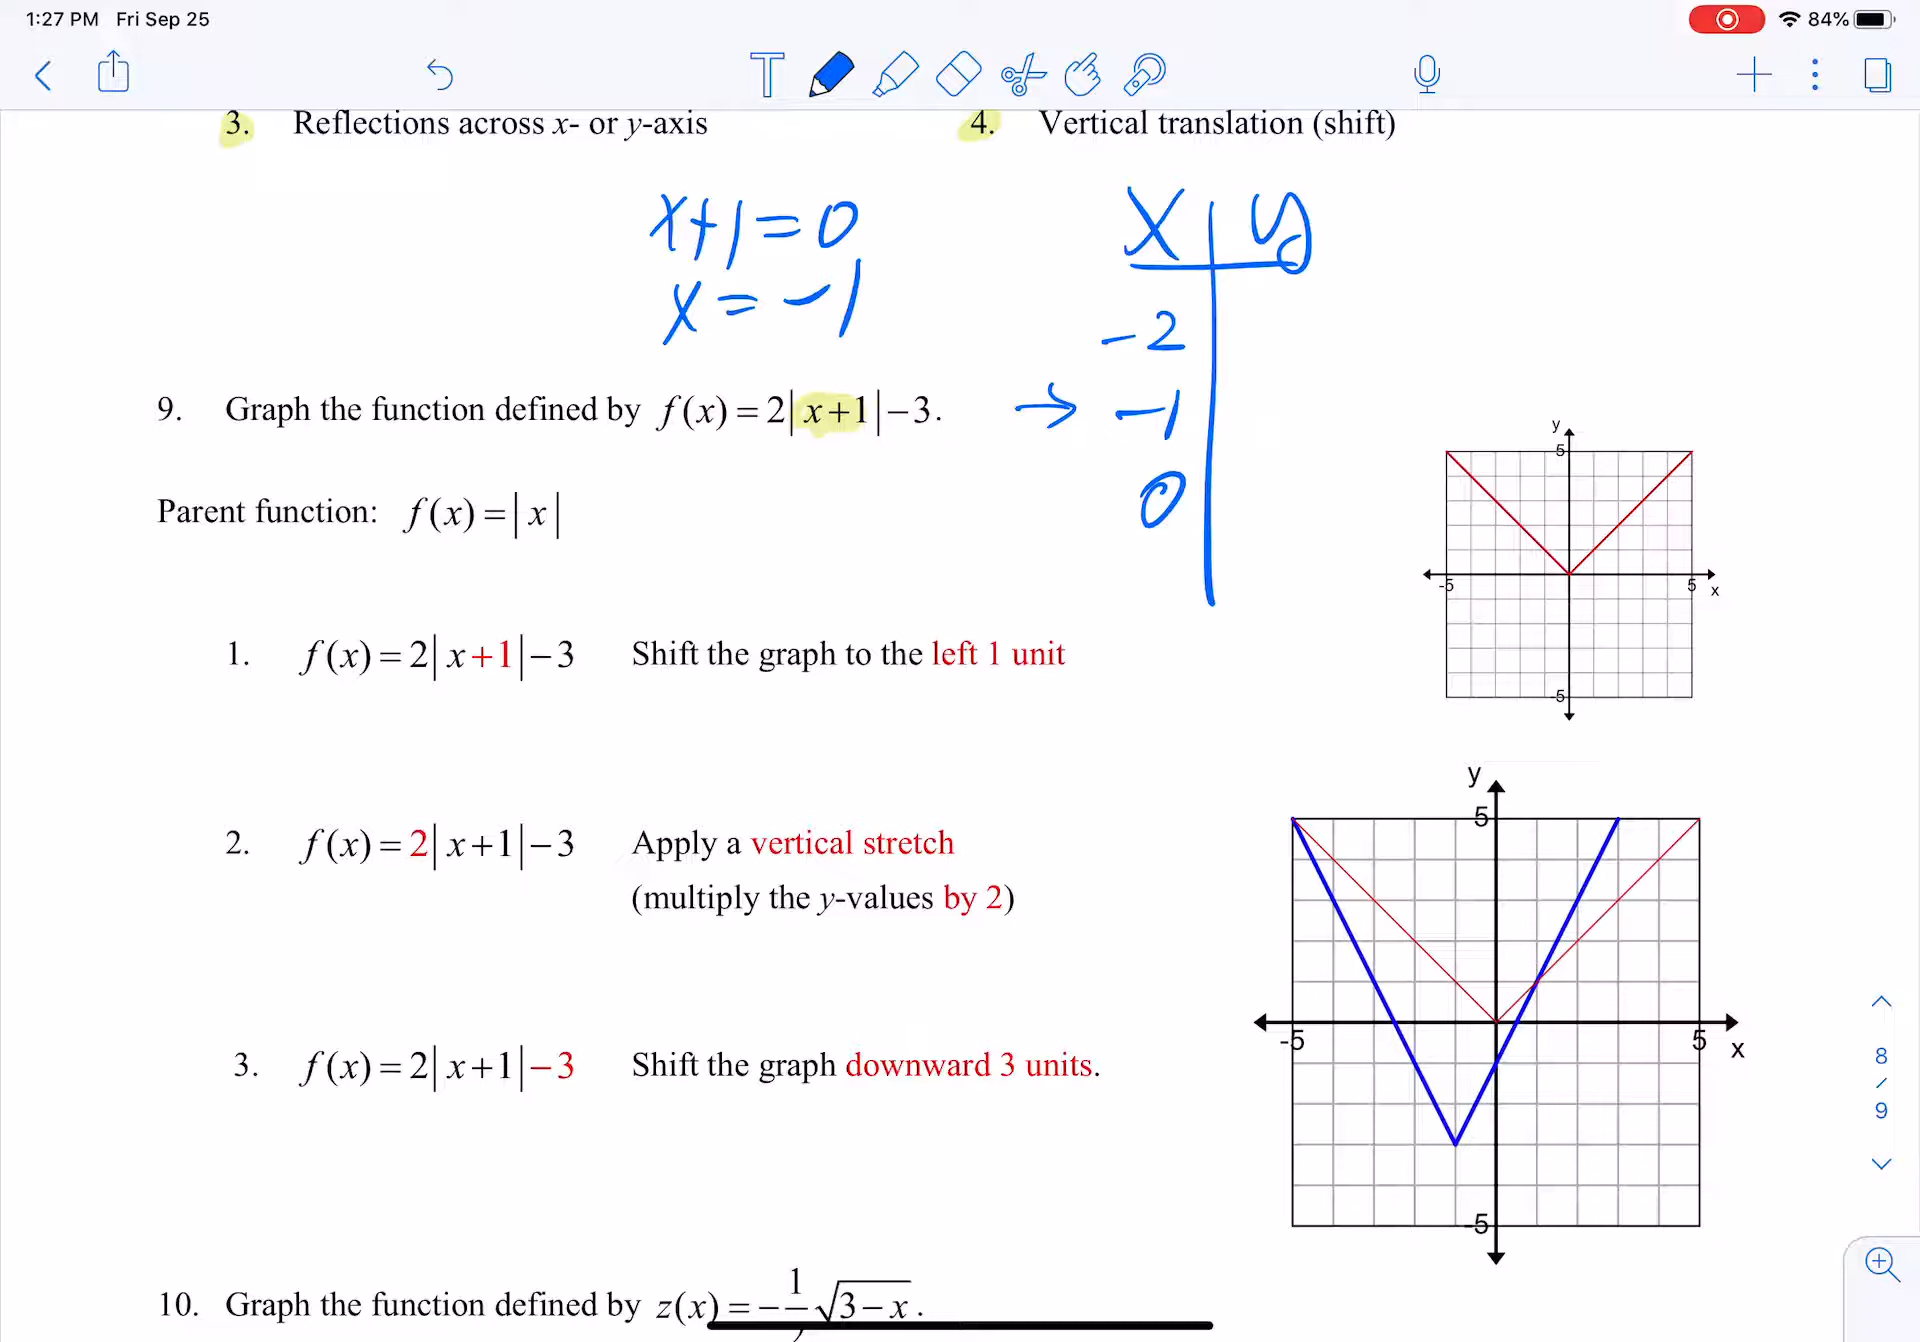 1:27 PM Fri Sep 25
84%
3. Reflections across x- or y-axis
4. Vertical translation (shift)
x+1=0
x=-1
x | y
-2
→ -1
0
9. Graph the function defined by f(x)=2|x+1|-3.
Parent function: f(x)=|x|
y
5
-5
5
x
-5
1. f(x)=2|x+1|-3 Shift the graph to the left 1 unit
2. f(x)=2|x+1|-3 Apply a vertical stretch
(multiply the y-values by 2)
3. f(x)=2|x+1|-3 Shift the graph downward 3 units.
y
5
-5
5
x
-5
8
/
9
10. Graph the function defined by z(x)=-1/ √(3-x).